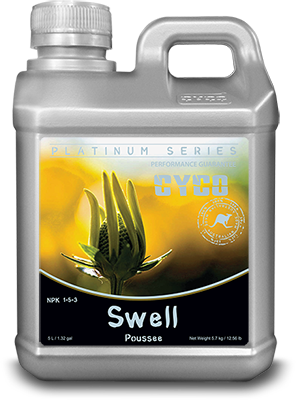 CYCO
PLATINUM SERIES
PERFORMANCE
CYCO
NPK 1-5-3
Swell
Poussee
5 L / 1.32 gal
Net Weight 5.7 kg / 12.56 lb